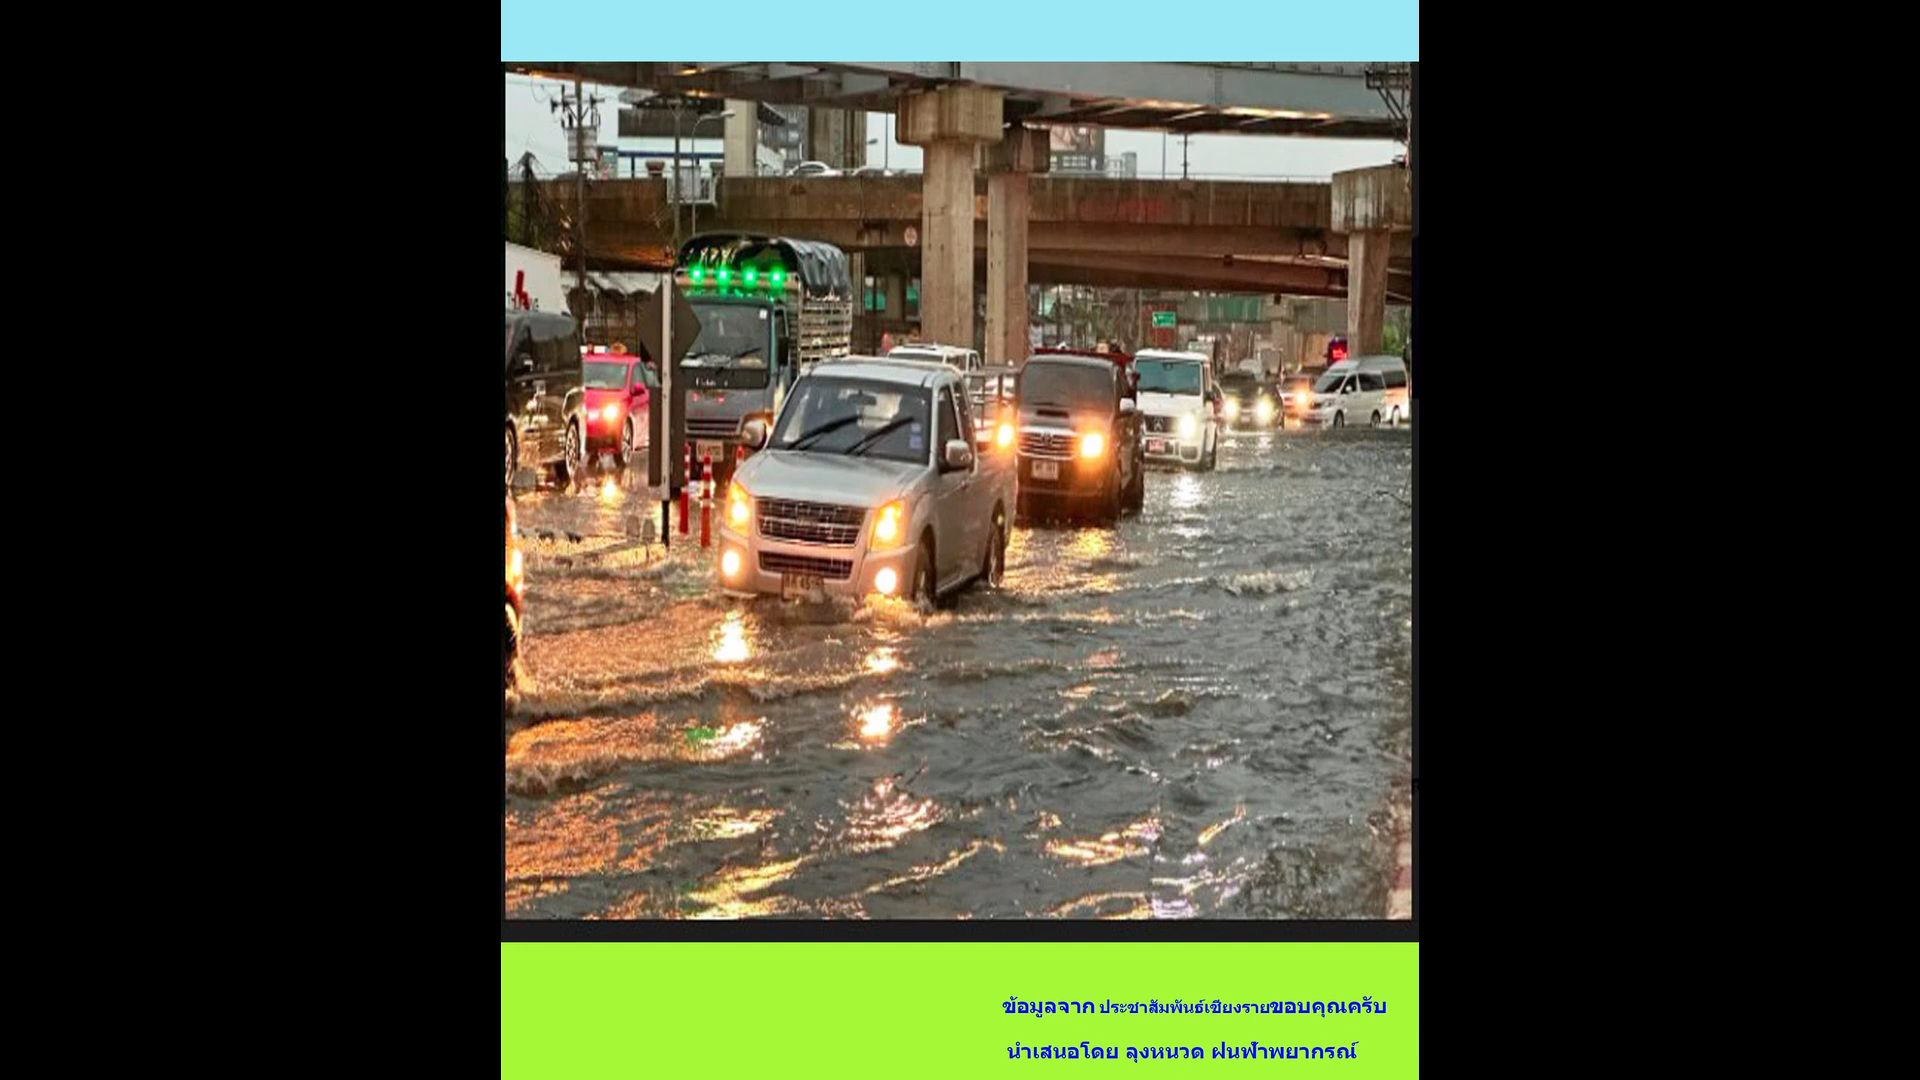 ข้อมูลจาก ประชาสัมพันธ์เชียงรายขอบคุณครับ
นำเสนอโดย ลุงหนวด ฝนฟ้าพยากรณ์